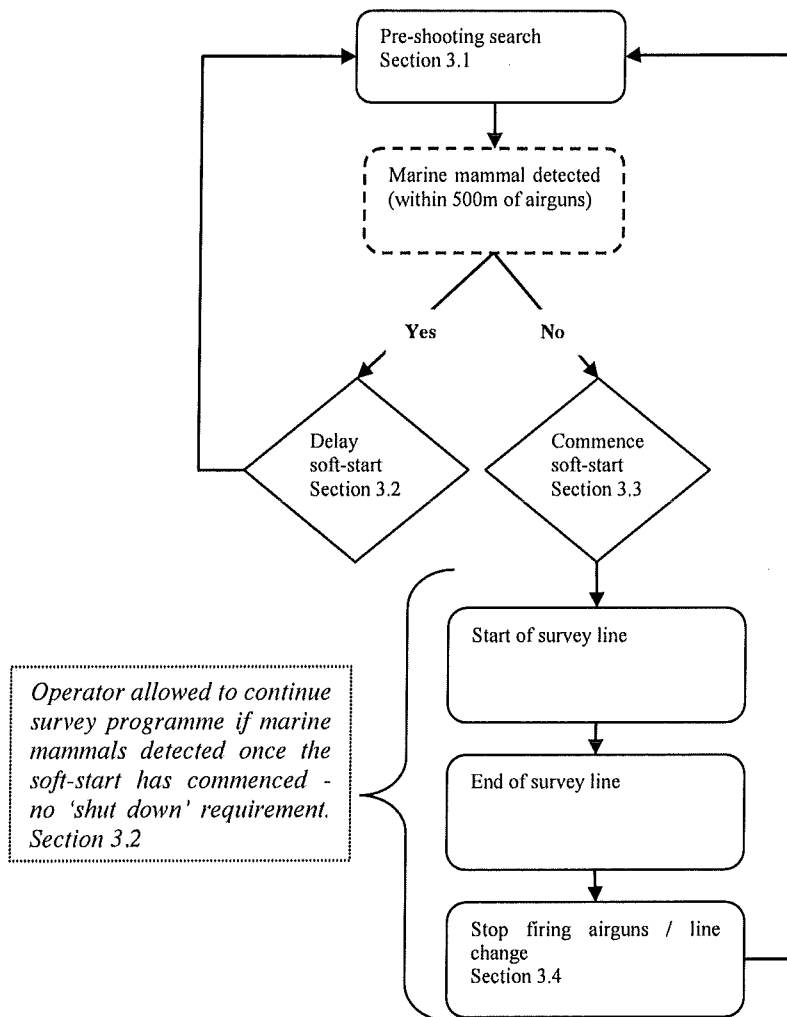 Pre-shooting search
Section 3.1
Marine mammal detected
(within 500m of airguns)
Yes
No
Delay
soft-start
Section 3.2
Commence
soft-start
Section 3.3
Start of survey line
Operator allowed to continue
survey programme if marine
mammals detected once the
soft-start has commenced -
no ‘shut down’ requirement.
Section 3.2
End of survey line
Stop firing airguns / line
change
Section 3.4